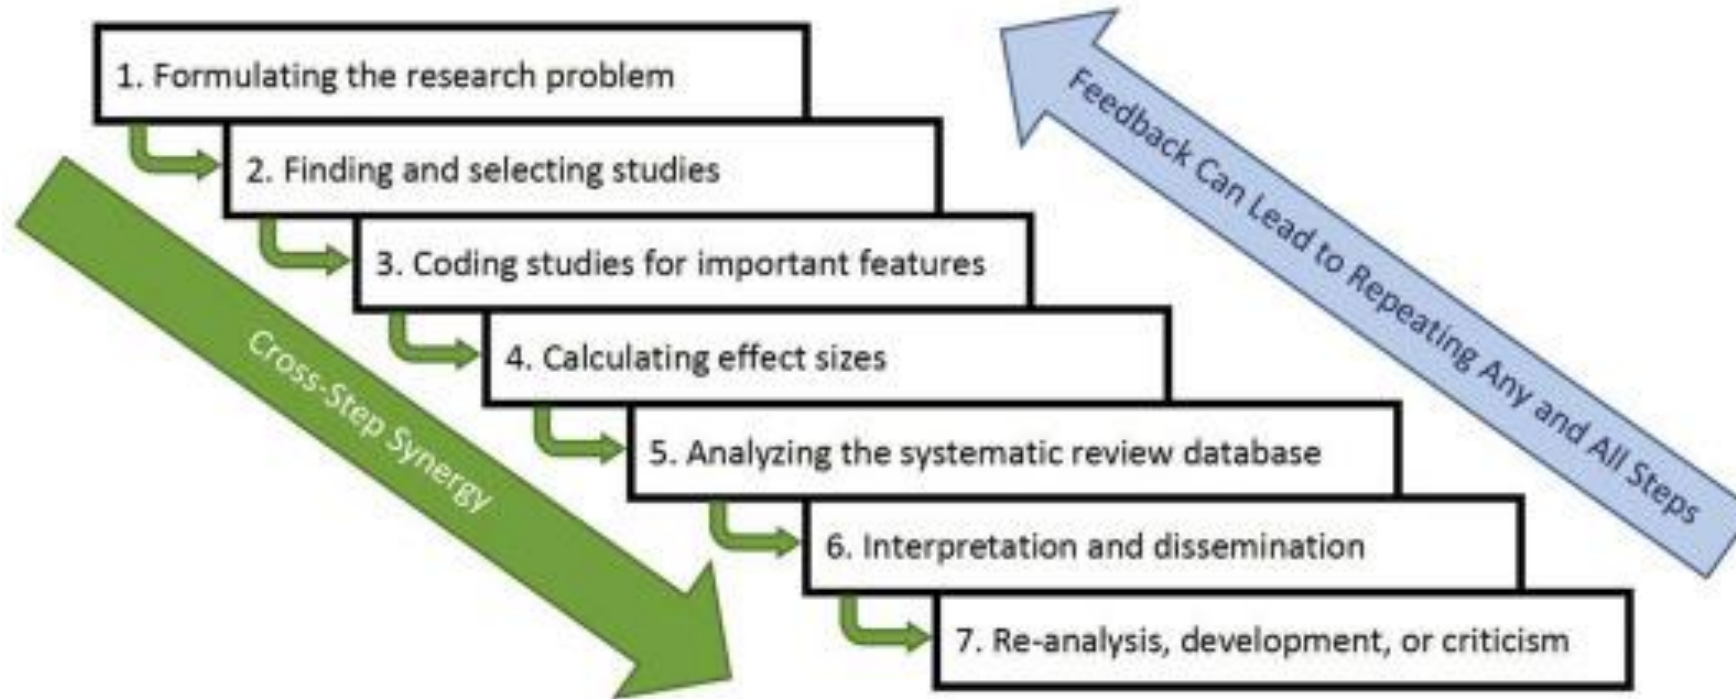 1. Formulating the research problem
2. Finding and selecting studies
3. Coding studies for important features
4. Calculating effect sizes
5. Analyzing the systematic review database
6. Interpretation and dissemination
7. Re-analysis, development, or criticism
Cross-Step Synergy
Feedback Can Lead to Repeating Any and All Steps